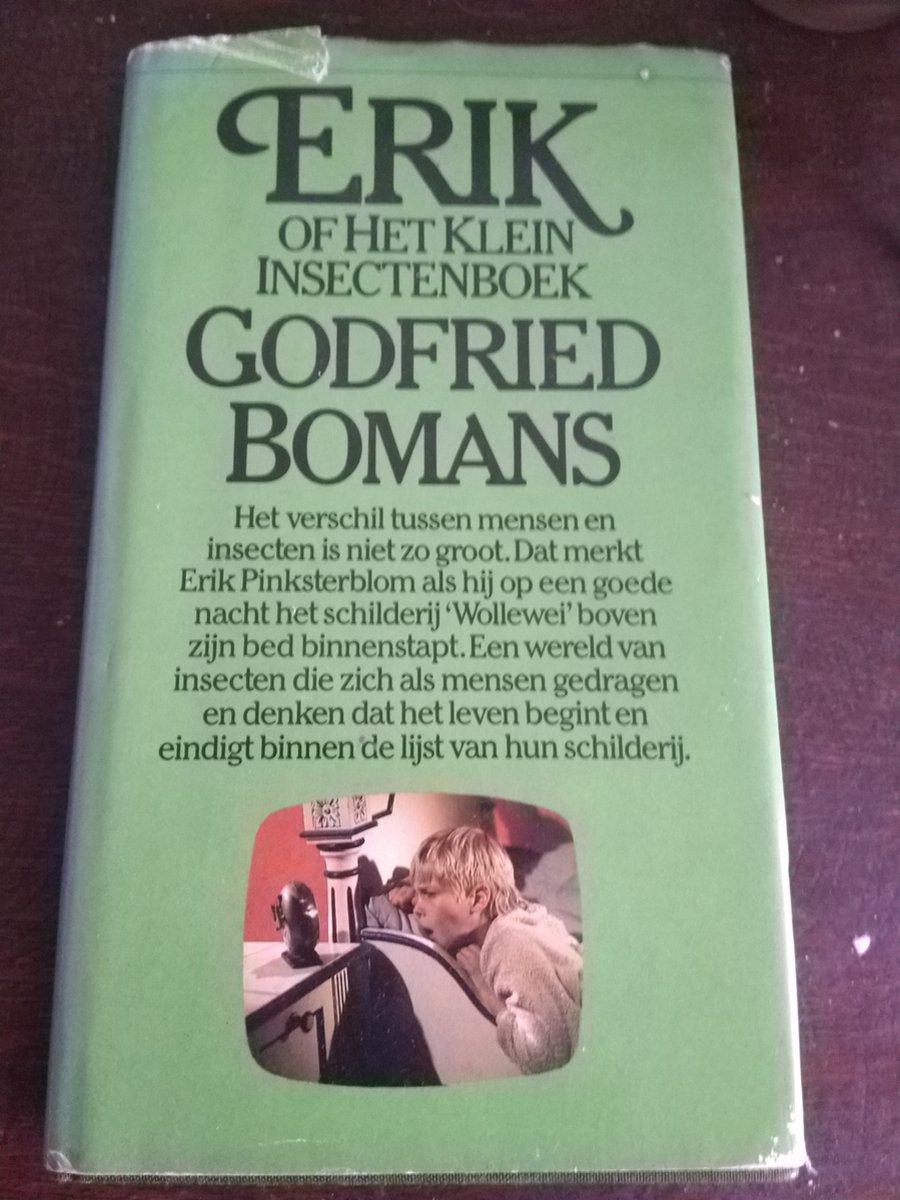 ERIK
OF HET KLEIN
INSECTENBOEK
GODFRIED
BOMANS
Het verschil tussen mensen en
insecten is niet zo groot. Dat merkt
Erik Pinksterblom als hij op een goede
nacht het schilderij ‘Wollewei’ boven
zijn bed binnenstapt. Een wereld van
insecten die zich als mensen gedragen
en denken dat het leven begint en
eindigt binnen de lijst van hun schilderij.